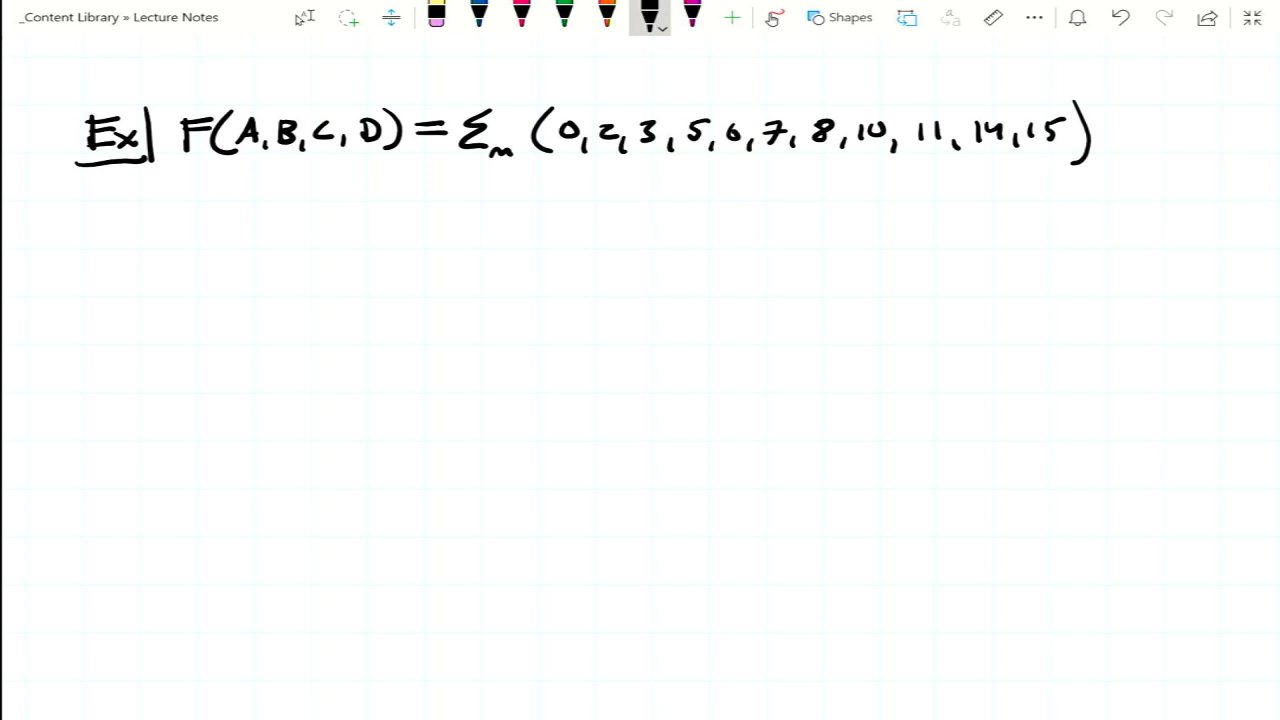 _Content Library » Lecture Notes Shapes
Ex| F(A,B,C,D) = Σm (0,2,3,5,6,7,8,10,11,14,15)